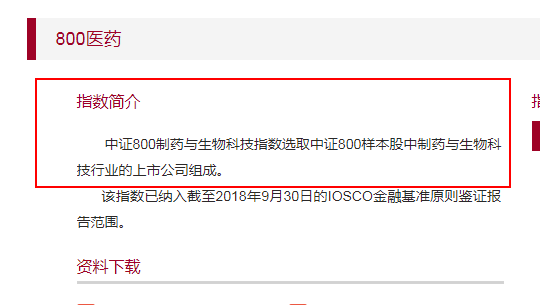 800医药
指数简介
中证800制药与生物科技指数选取中证800样本股中制药与生物科
技行业的上市公司组成。
该指数已纳入截至2018年9月30日的IOSCO金融基准原则鉴证报
告范围。
资料下载